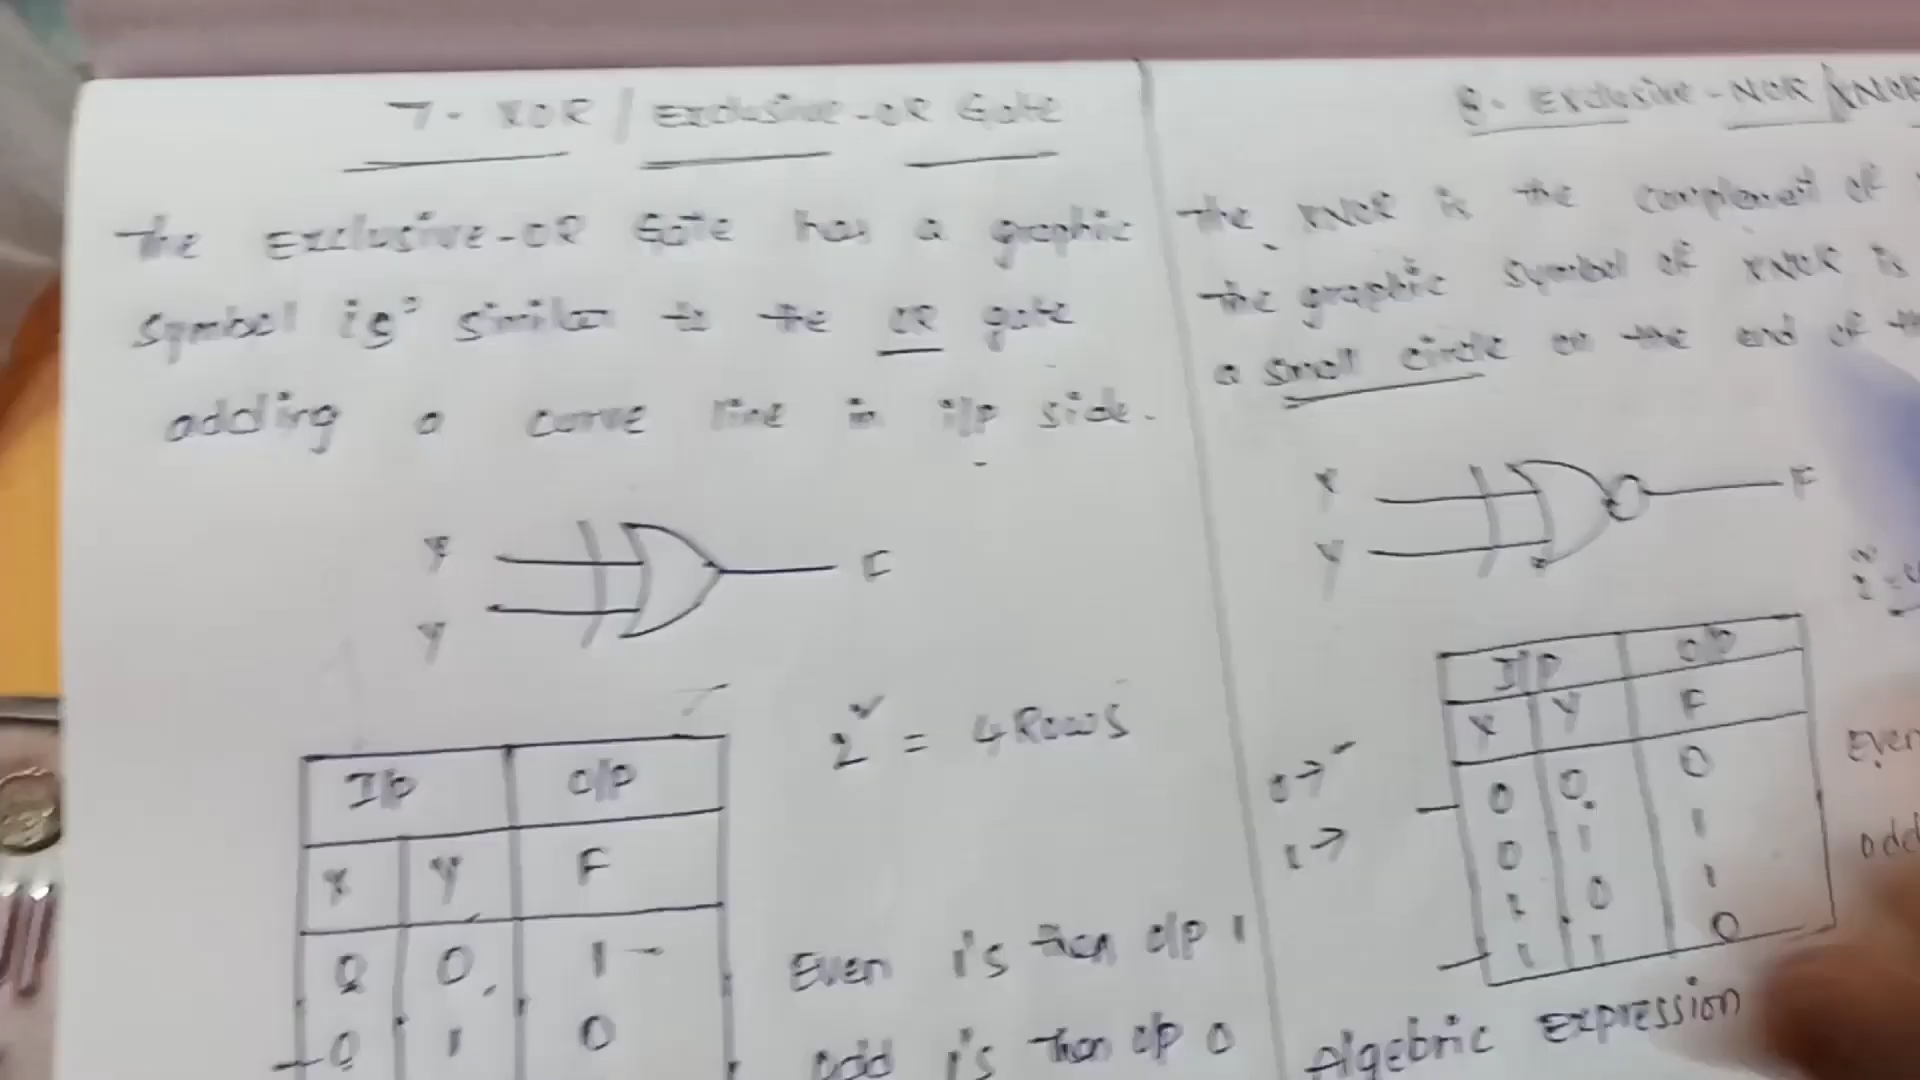 7. XOR / Exclusive-OR Gate
The Exclusive-OR Gate has a graphic
symbol is similar to the OR gate
adding a curve line in i/p side.
X
Y
F
2² = 4 Rows
I/p O/p
X Y F
0 0 1
0 1 0
Even 1's then o/p 1
odd 1's Then o/p 0
8. Exclusive-NOR / XNOR
The XNOR is the complement of
the graphic symbol of XNOR is
a small circle on the end of th
X
Y
F
I/P O/P
X Y F
0 →
1 →
0 0 0
0 1 1
1 0 1
1 1 0
Even
odd
Algebric Expression